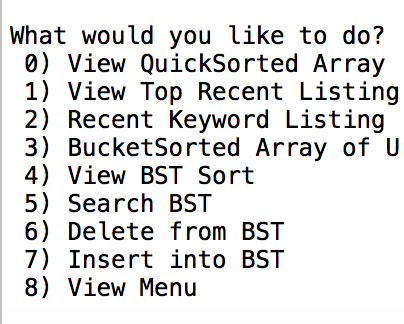 What would you like to do?
0) View QuickSorted Array
1) View Top Recent Listing
2) Recent Keyword Listing
3) BucketSorted Array of U
4) View BST Sort
5) Search BST
6) Delete from BST
7) Insert into BST
8) View Menu